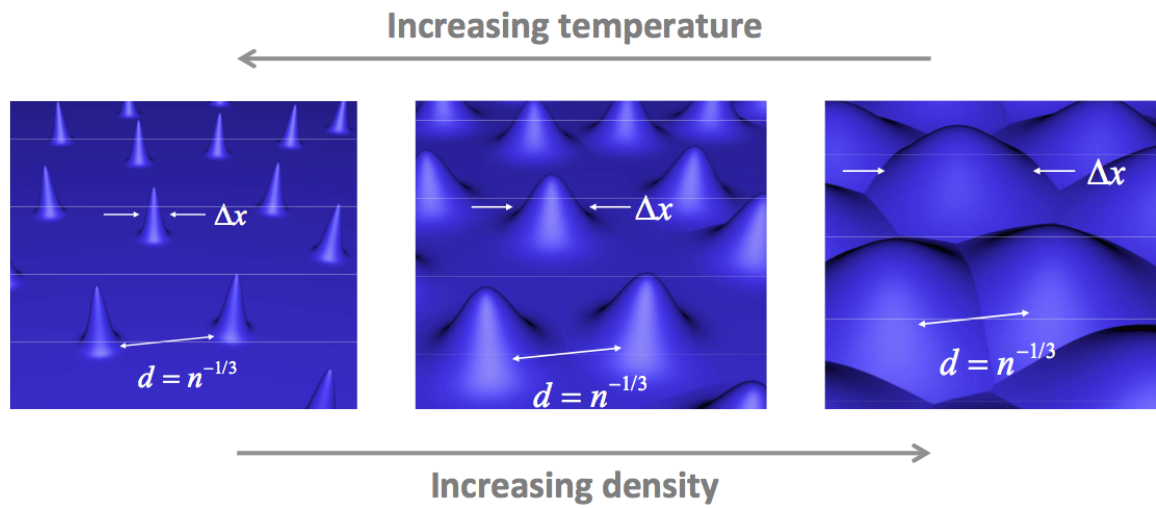 Increasing temperature
Δx
d = n^{-1/3}
Δx
d = n^{-1/3}
Δx
d = n^{-1/3}
Increasing density